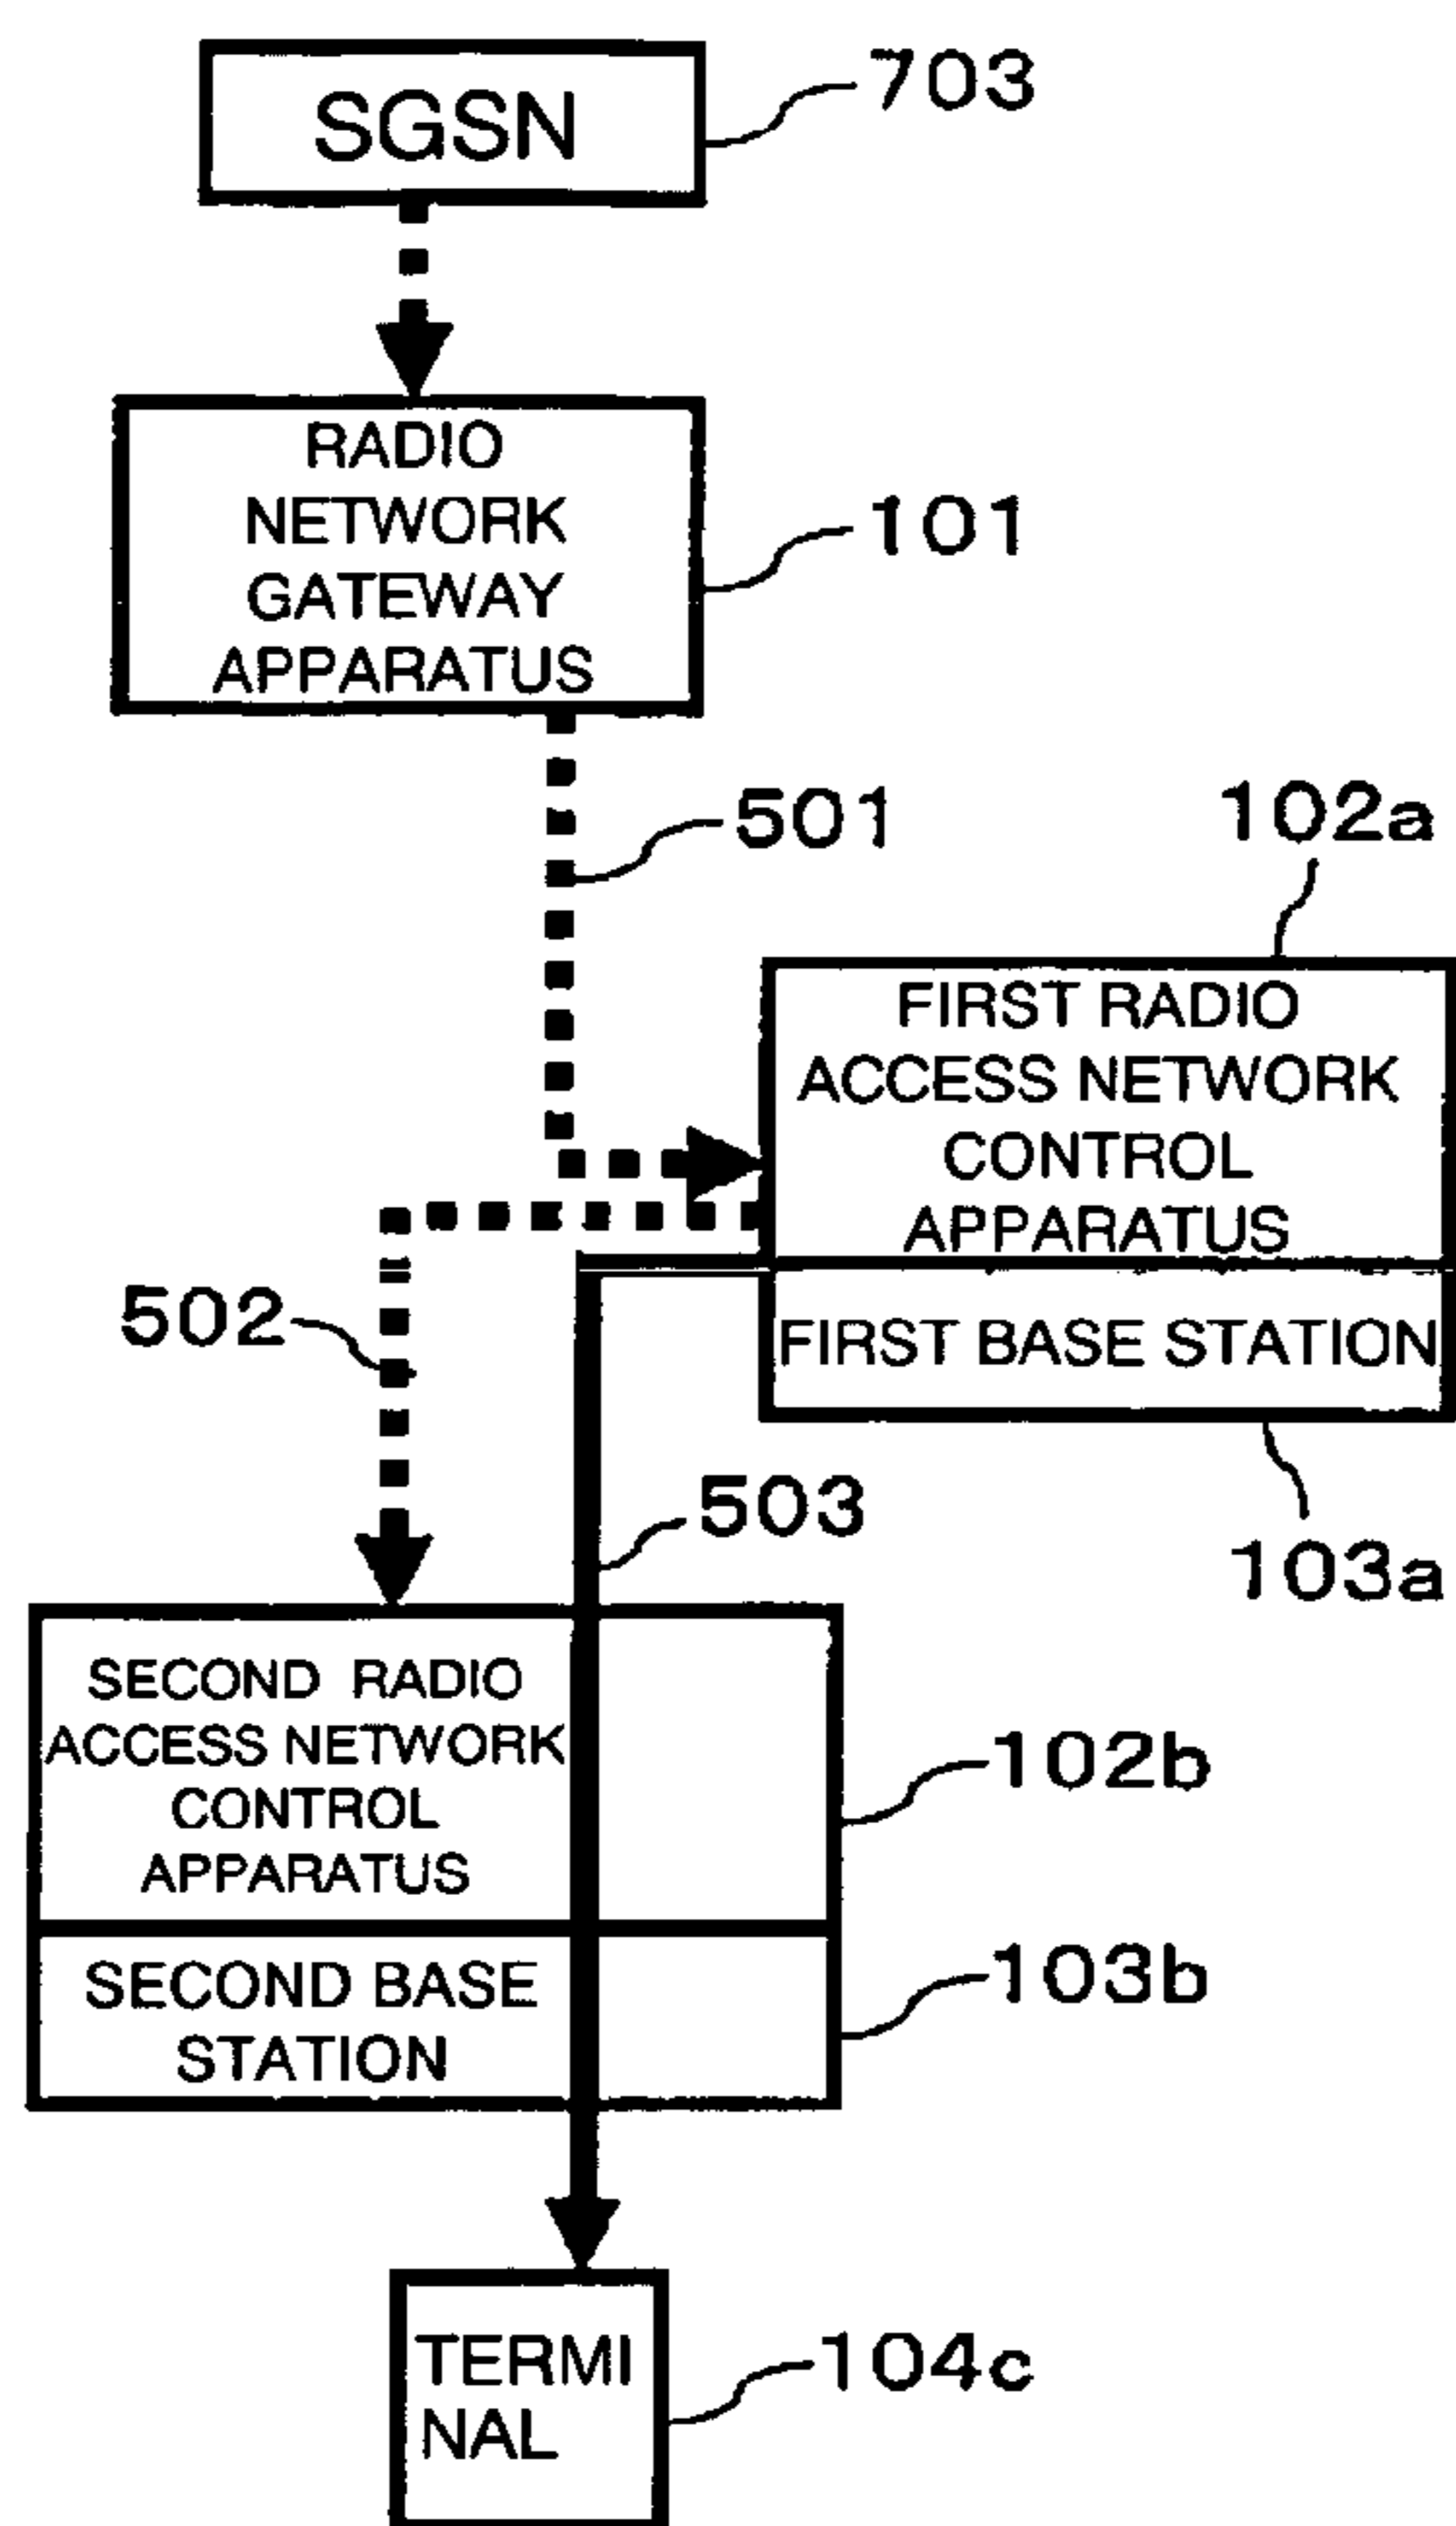 SGSN
703
RADIO
NETWORK
GATEWAY
APPARATUS
101
501
102a
FIRST RADIO
ACCESS NETWORK
CONTROL
APPARATUS
502
FIRST BASE STATION
503
103a
SECOND RADIO
ACCESS NETWORK
CONTROL
APPARATUS
102b
SECOND BASE
STATION
103b
TERMI
NAL
104c